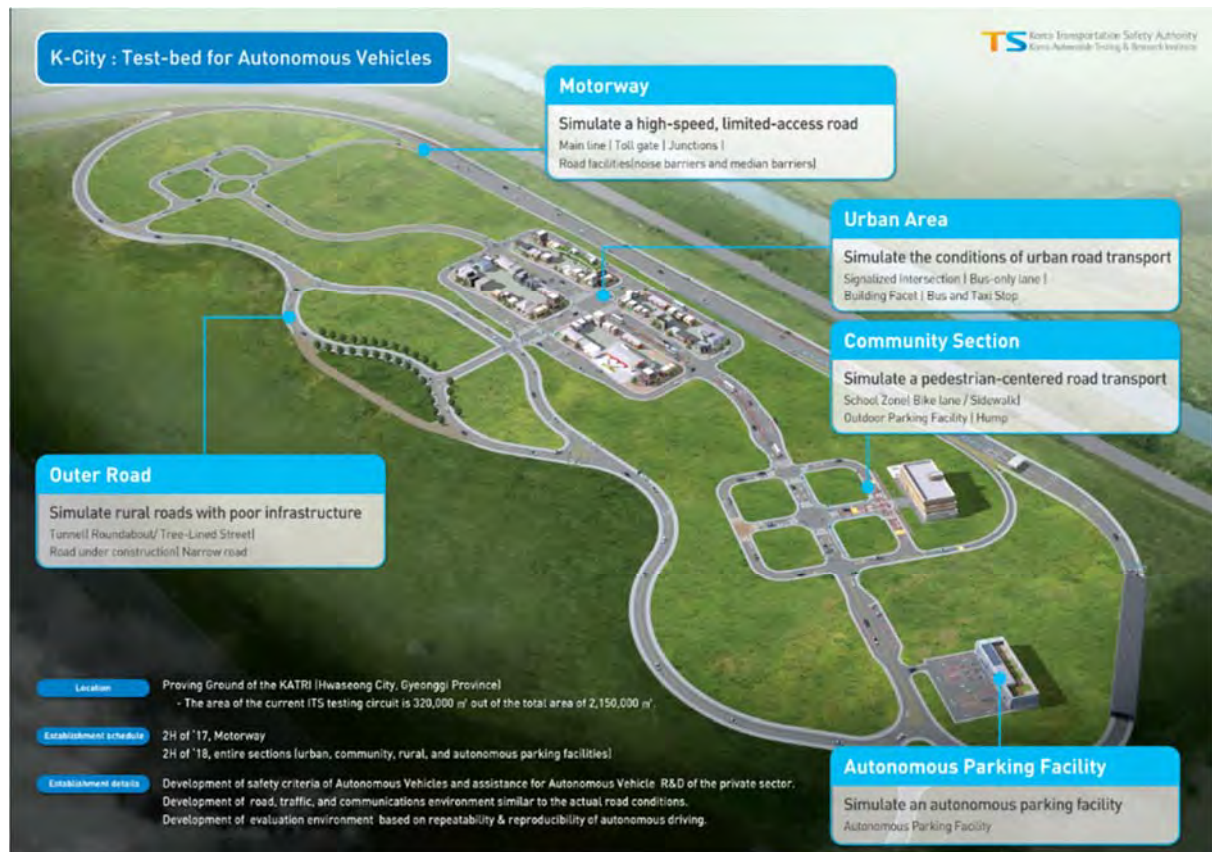 K-City : Test-bed for Autonomous Vehicles
TS Korea Transportation Safety Authority
Korea Automobile Testing & Research Institute
Motorway
Simulate a high-speed, limited-access road
Main line | Toll gate | Junctions |
Road facilities(noise barriers and median barriers)
Urban Area
Simulate the conditions of urban road transport
Signalized Intersection | Bus-only lane |
Building Facet | Bus and Taxi Stop
Community Section
Simulate a pedestrian-centered road transport
School Zone| Bike lane / Sidewalk|
Outdoor Parking Facility | Hump
Outer Road
Simulate rural roads with poor infrastructure
Tunnel| Roundabout/ Tree-Lined Street|
Road under construction| Narrow road
Location
Proving Ground of the KATRI (Hwaseong City, Gyeonggi Province)
- The area of the current ITS testing circuit is 320,000 ㎡ out of the total area of 2,150,000 ㎡.
Establishment schedule
2H of '17, Motorway
2H of '18, entire sections (urban, community, rural, and autonomous parking facilities)
Establishment details
Development of safety criteria of Autonomous Vehicles and assistance for Autonomous Vehicle R&D of the private sector.
Development of road, traffic, and communications environment similar to the actual road conditions.
Development of evaluation environment based on repeatability & reproducibility of autonomous driving.
Autonomous Parking Facility
Simulate an autonomous parking facility
Autonomous Parking Facility